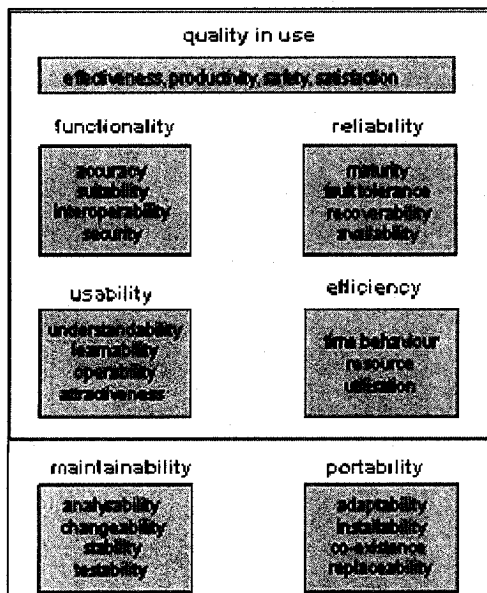 quality in use
effectiveness, productivity, safety, satisfaction
functionality
accuracy
suitability
interoperability
security
reliability
maturity
fault tolerance
recoverability
availability
usability
understandability
learnability
operability
attractiveness
efficiency
time behaviour
resource
utilisation
maintainability
analysability
changeability
stability
testability
portability
adaptability
installability
co-existence
replaceability